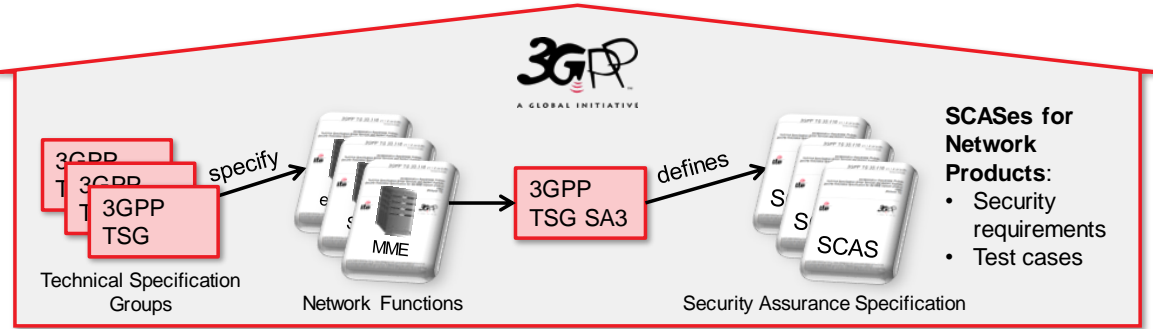 3GPP
A GLOBAL INITIATIVE
3GPP
3GPP
3GPP
TSG
Technical Specification
Groups
specify
MME
Network Functions
3GPP
TSG SA3
defines
SCAS
Security Assurance Specification
SCASes for
Network
Products:
• Security
requirements
• Test cases